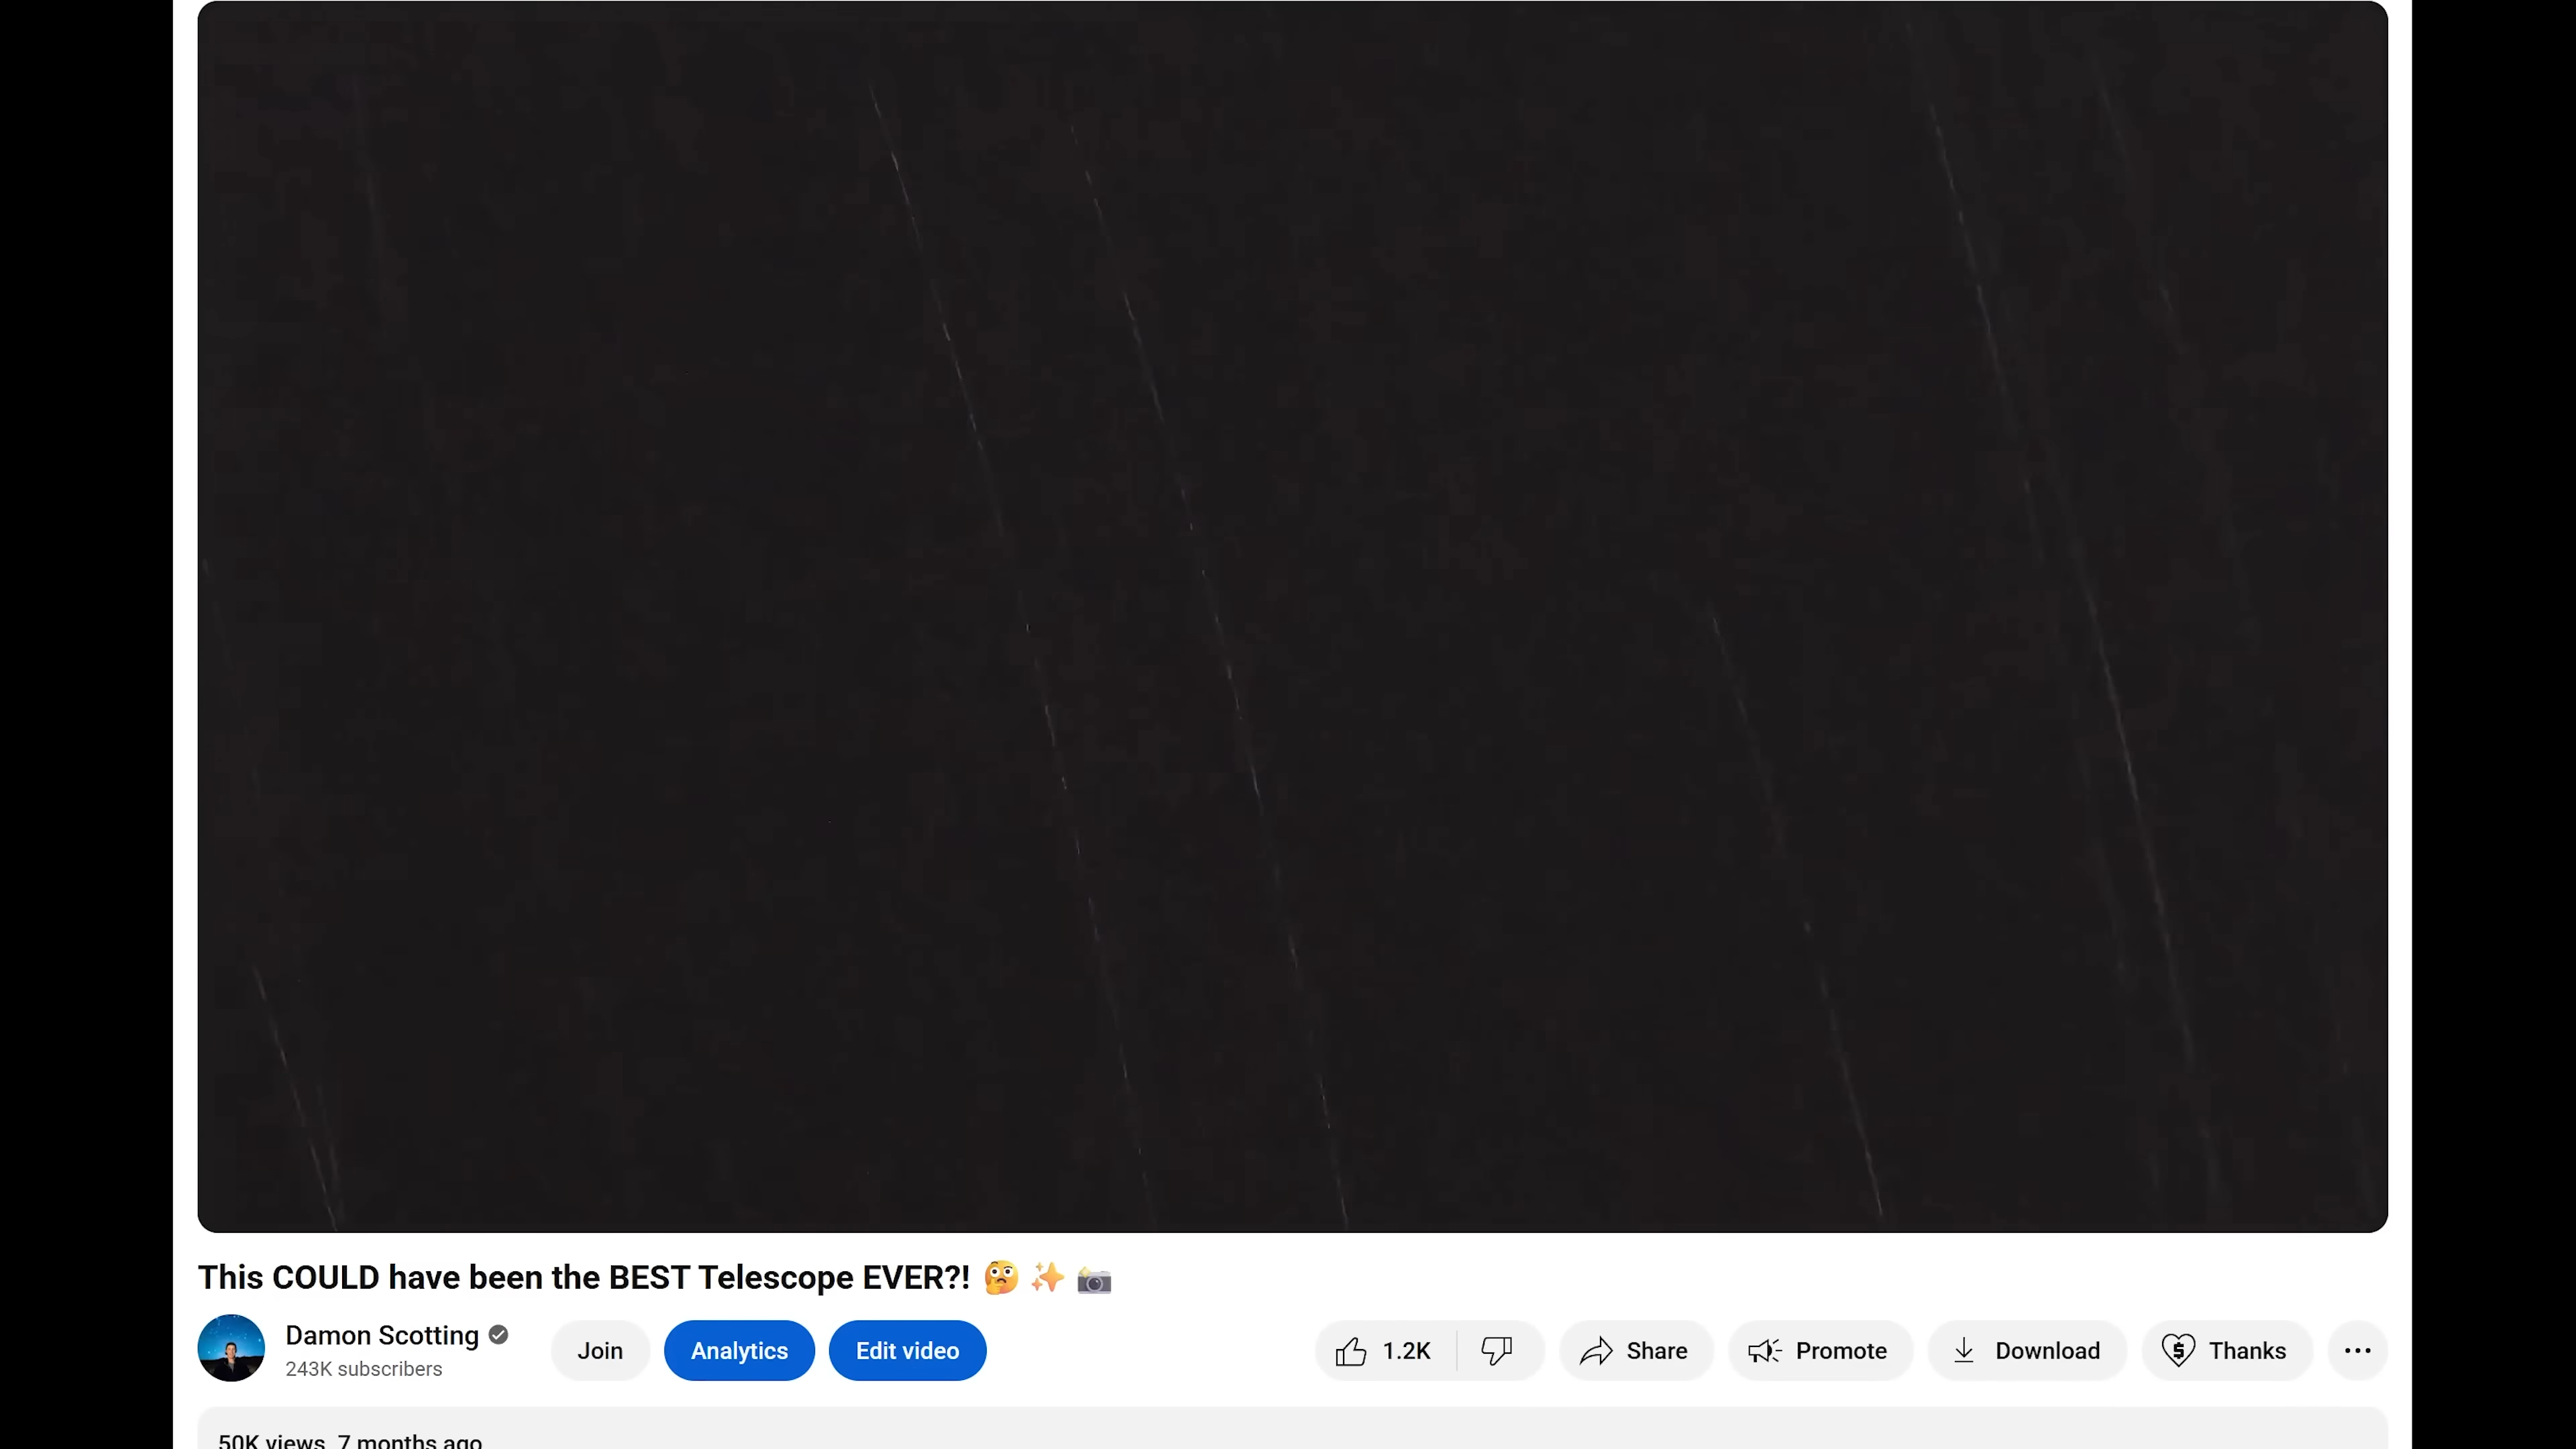 This COULD have been the BEST Telescope EVER?! 🤔 ✨ 📸
Damon Scotting
243K subscribers
Join
Analytics
Edit video
1.2K
Share
Promote
Download
Thanks
50K views 7 months ago